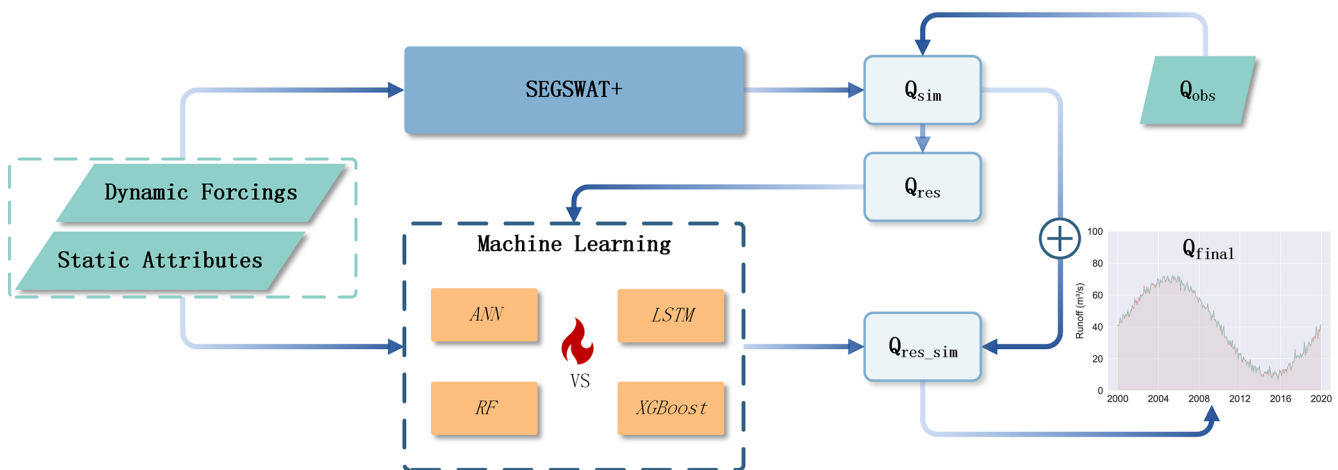 SEGSWAT+
Qsim
Qobs
Dynamic Forcings
Static Attributes
Qres
Machine Learning
ANN
LSTM
VS
RF
XGBoost
Qres_sim
Qfinal
Runoff (m³/s)
100
80
60
40
20
0
2000 2004 2008 2012 2016 2020